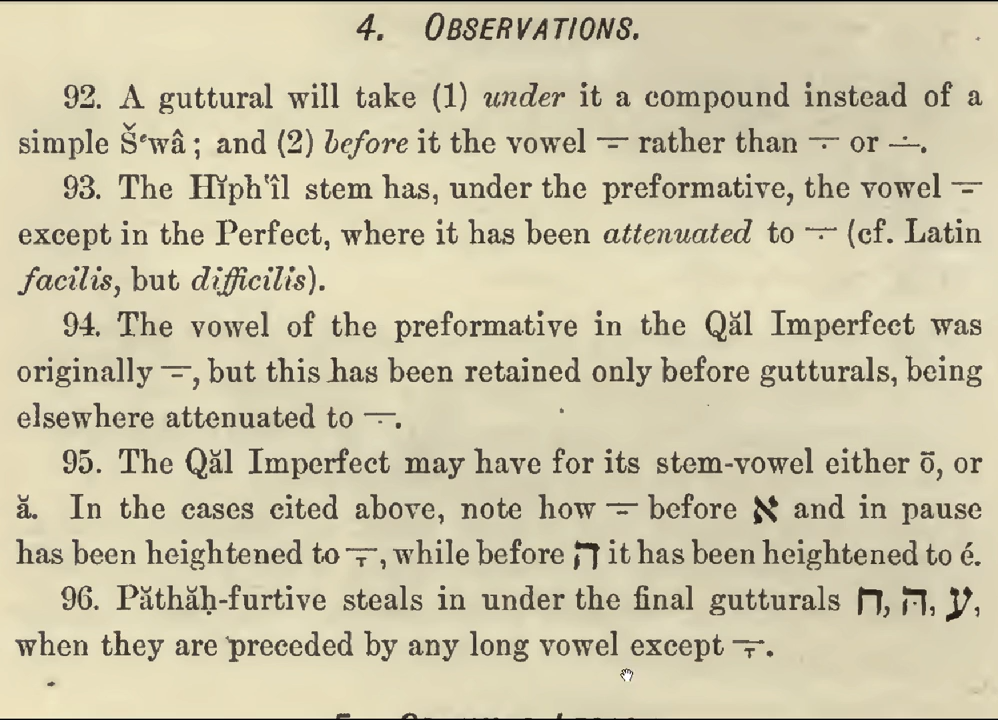 4. OBSERVATIONS.
92. A guttural will take (1) under it a compound instead of a
simple Š'wâ; and (2) before it the vowel ־ַ rather than ־ִ or ־ֹ.
93. The Hĭph'îl stem has, under the preformative, the vowel ־ַ
except in the Perfect, where it has been attenuated to ־ִ (cf. Latin
facilis, but difficilis).
94. The vowel of the preformative in the Qăl Imperfect was
originally ־ַ, but this has been retained only before gutturals, being
elsewhere attenuated to ־ִ.
95. The Qăl Imperfect may have for its stem-vowel either ō, or
ă. In the cases cited above, note how ־ַ before א and in pause
has been heightened to ־ָ, while before ה it has been heightened to é.
96. Păthăḥ-furtive steals in under the final gutturals ח, הּ, ע,
when they are preceded by any long vowel except ־ָ.